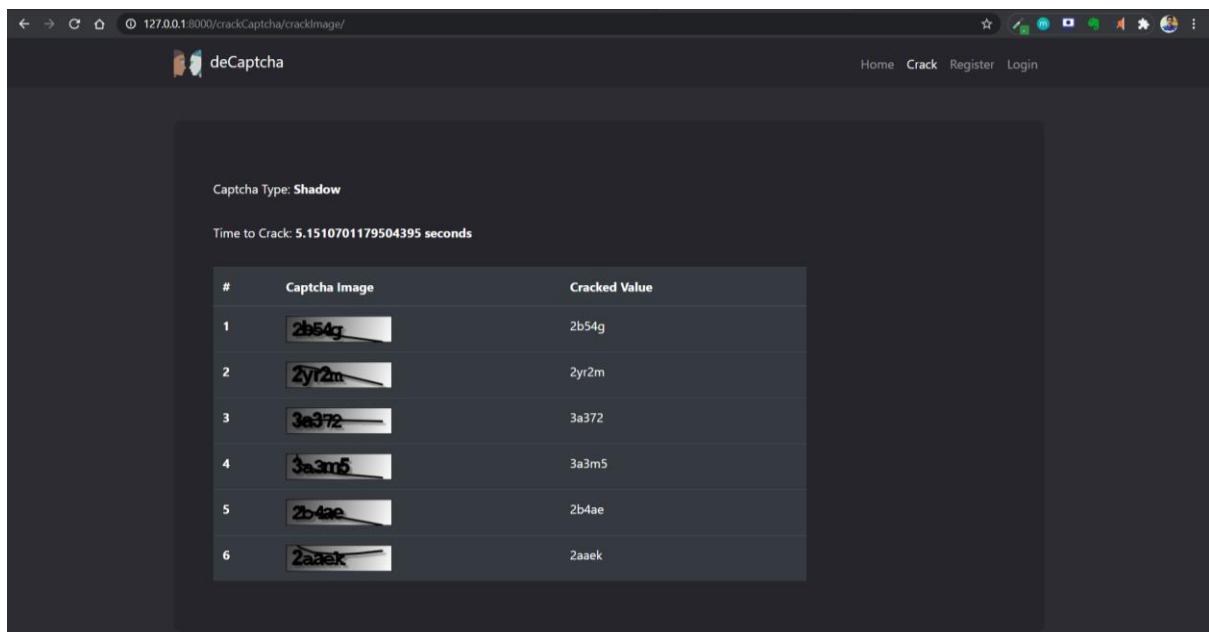 127.0.0.1:8000/crackCaptcha/crackImage/
deCaptcha Home Crack Register Login
Captcha Type: Shadow
Time to Crack: 5.1510701179504395 seconds
# Captcha Image Cracked Value
1 2b54g 2b54g
2 2yr2m 2yr2m
3 3a372 3a372
4 3a3m5 3a3m5
5 2b4ae 2b4ae
6 2aaek 2aaek